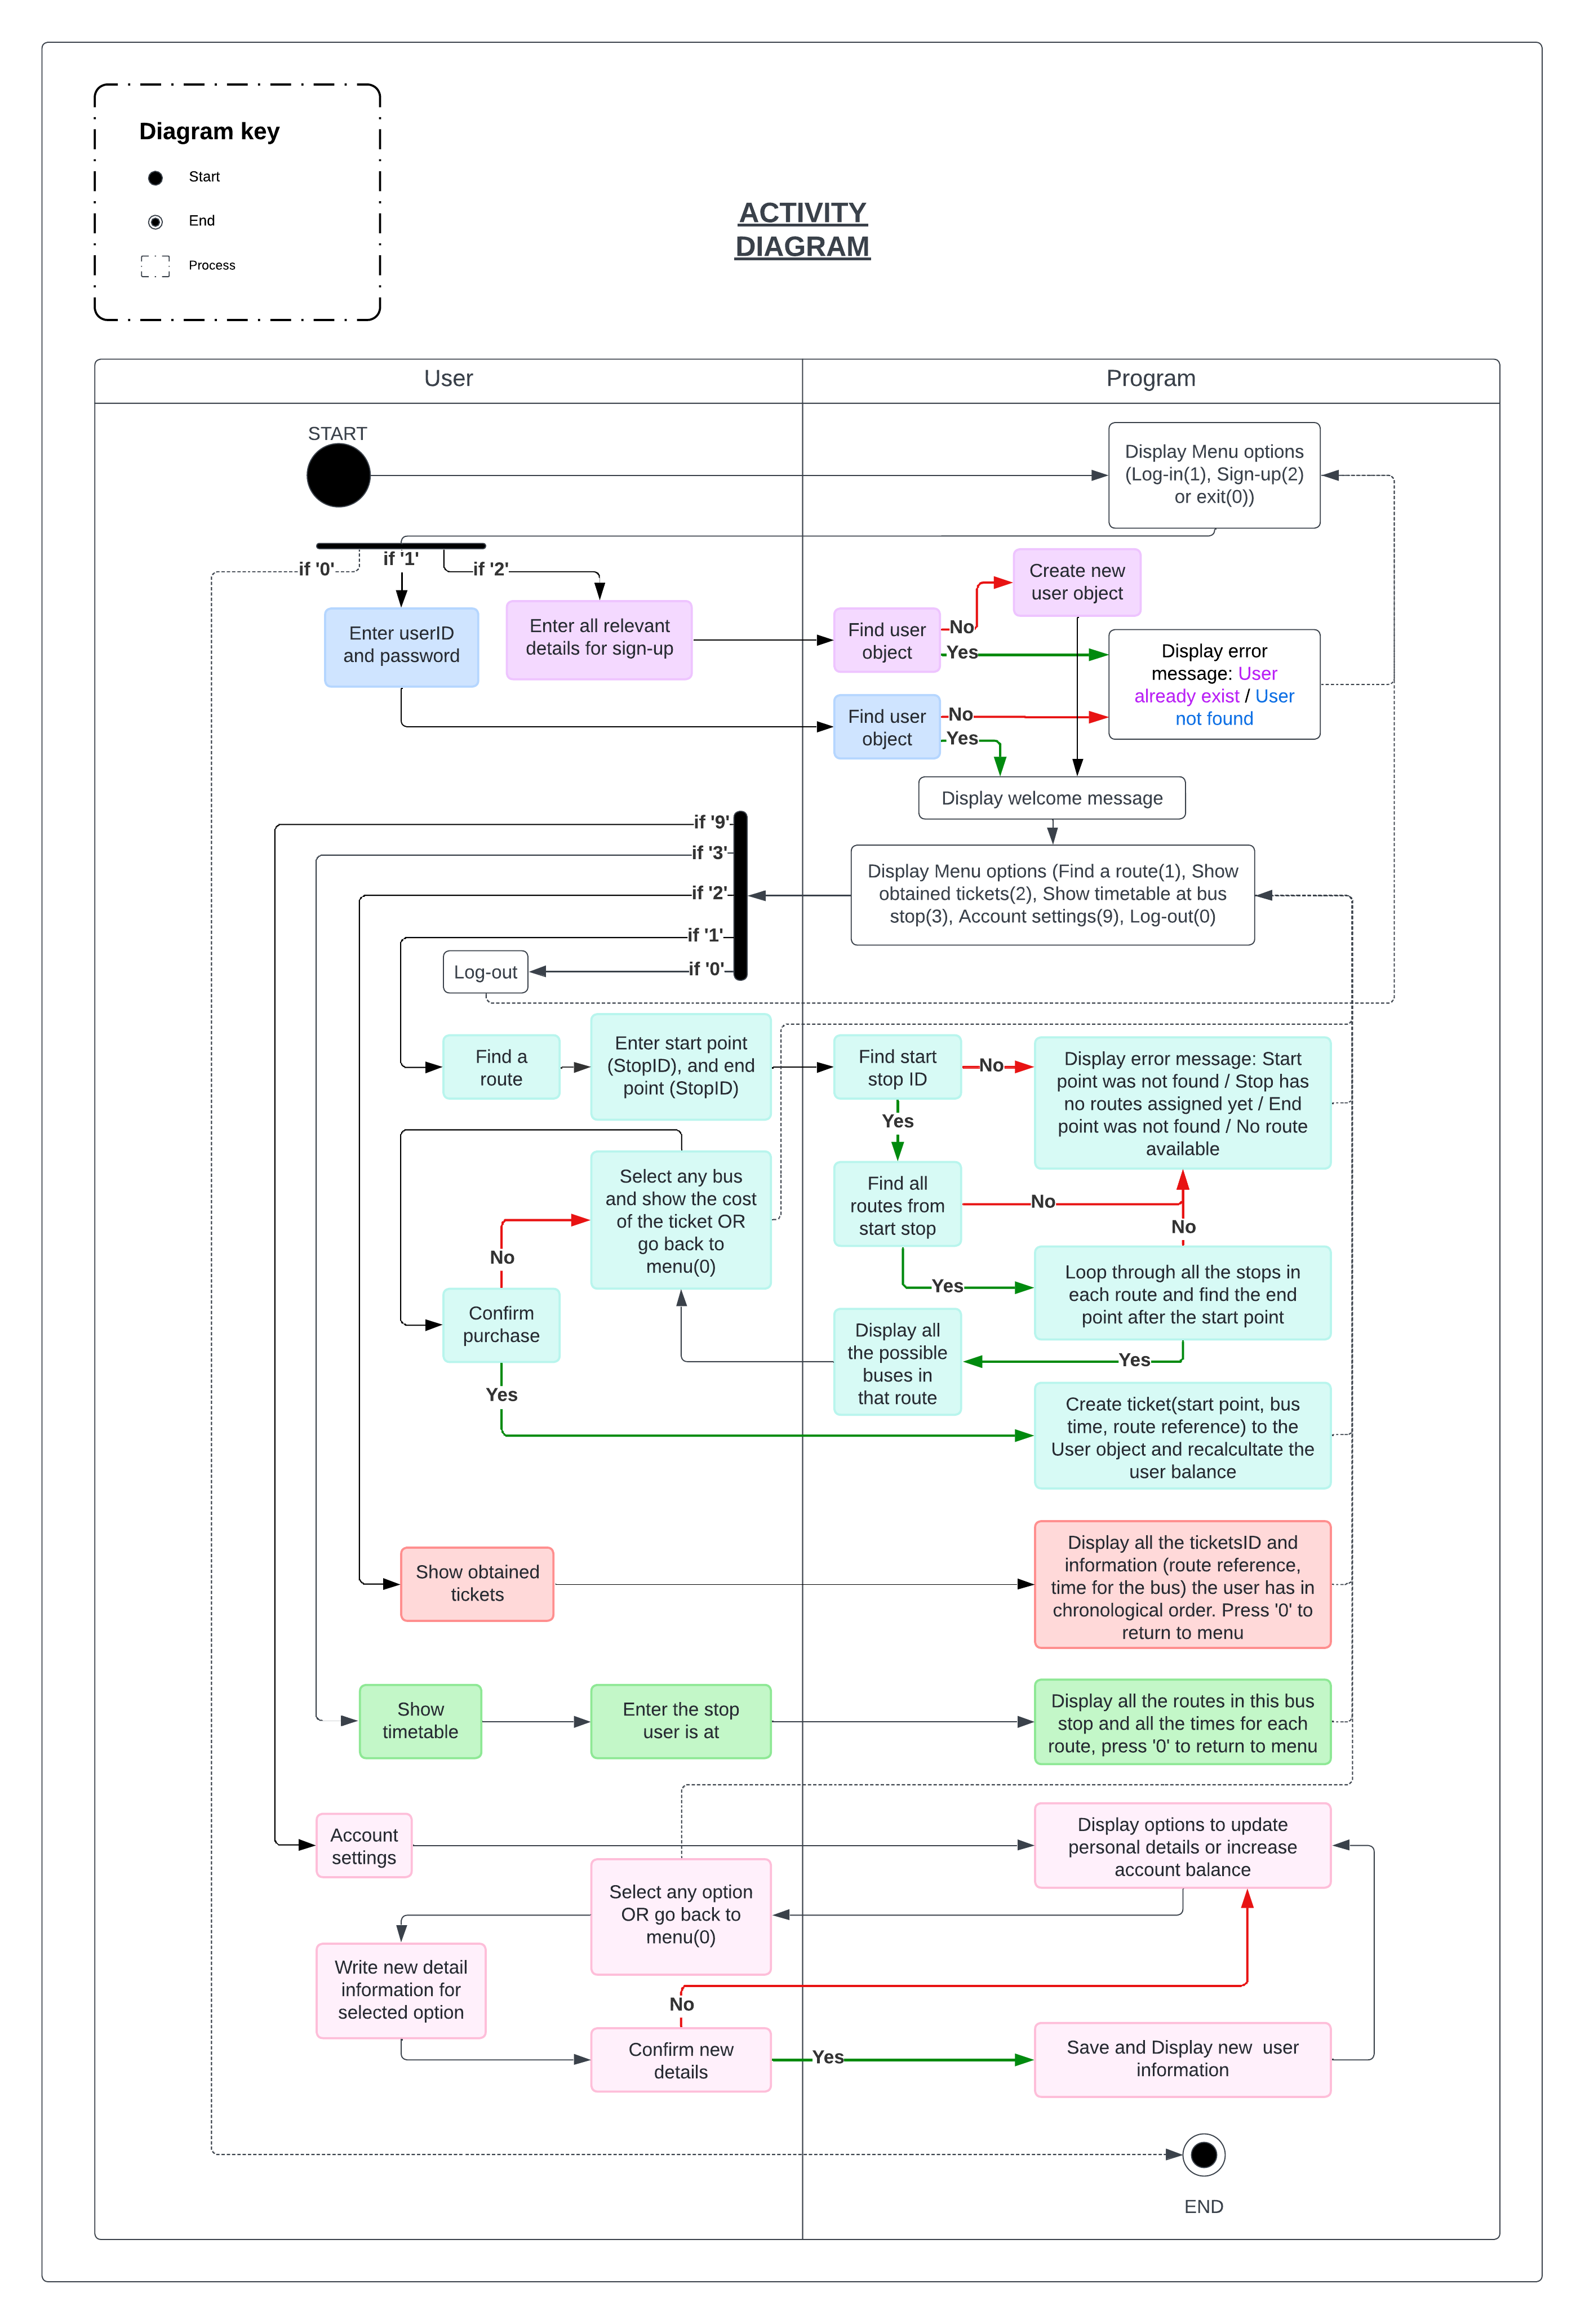 Diagram key
Start
End
Process
ACTIVITY
DIAGRAM
User
Program
START
Display Menu options
(Log-in(1), Sign-up(2)
or exit(0))
if '0'
if '1'
if '2'
Enter userID
and password
Enter all relevant
details for sign-up
Find user
object
No
Yes
Create new
user object
Display error
message: User
already exist / User
not found
Find user
object
No
Yes
Display welcome message
Display Menu options (Find a route(1), Show
obtained tickets(2), Show timetable at bus
stop(3), Account settings(9), Log-out(0)
if '9'
if '3'
if '2'
if '1'
if '0'
Log-out
Find a
route
Enter start point
(StopID), and end
point (StopID)
Find start
stop ID
No
Yes
Display error message: Start
point was not found / Stop has
no routes assigned yet / End
point was not found / No route
available
Select any bus
and show the cost
of the ticket OR
go back to
menu(0)
Find all
routes from
start stop
No
No
Yes
Loop through all the stops in
each route and find the end
point after the start point
No
Confirm
purchase
Yes
Display all
the possible
buses in
that route
Yes
Create ticket(start point, bus
time, route reference) to the
User object and recalcultate the
user balance
Show obtained
tickets
Display all the ticketsID and
information (route reference,
time for the bus) the user has in
chronological order. Press '0' to
return to menu
Show
timetable
Enter the stop
user is at
Display all the routes in this bus
stop and all the times for each
route, press '0' to return to menu
Account
settings
Display options to update
personal details or increase
account balance
Select any option
OR go back to
menu(0)
Write new detail
information for
selected option
No
Confirm new
details
Yes
Save and Display new  user
information
END